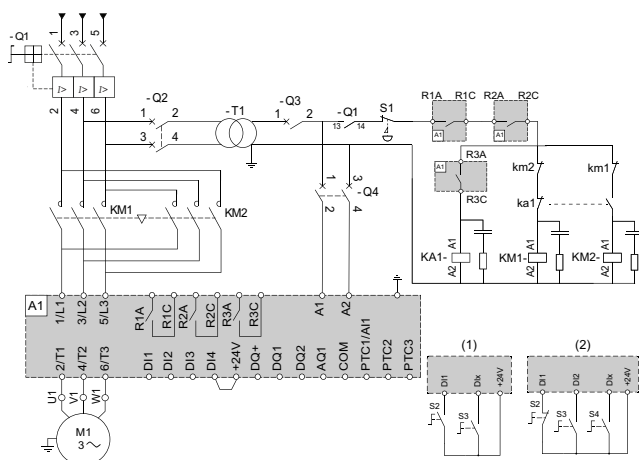 -Q1
1 3 5
I> I> I>
2 4 6
-Q2
1 2
3 4
-T1
-Q3
1 2
-Q1
13 14
S1
R1A R1C R2A R2C
A1 A1
A1 R3A
R3C
km2 km1
ka1
1 3
-Q4
2 4
KM1 KM2
A1 A1 A1
KA1- KM1- KM2-
A2 A2 A2
A1
1/L1 3/L2 5/L3
R1A R1C R2A R2C R3A R3C
A1 A2
2/T1 4/T2 6/T3
DI1 DI2 DI3 DI4 +24V DQ+ DQ1 DQ2 AQ1 COM PTC1/AI1 PTC2 PTC3
U1 V1 W1
M1
3
(1)
DI1 DIx +24V
S2 S3
(2)
DI1 DI2 DIx +24V
S2 S3 S4